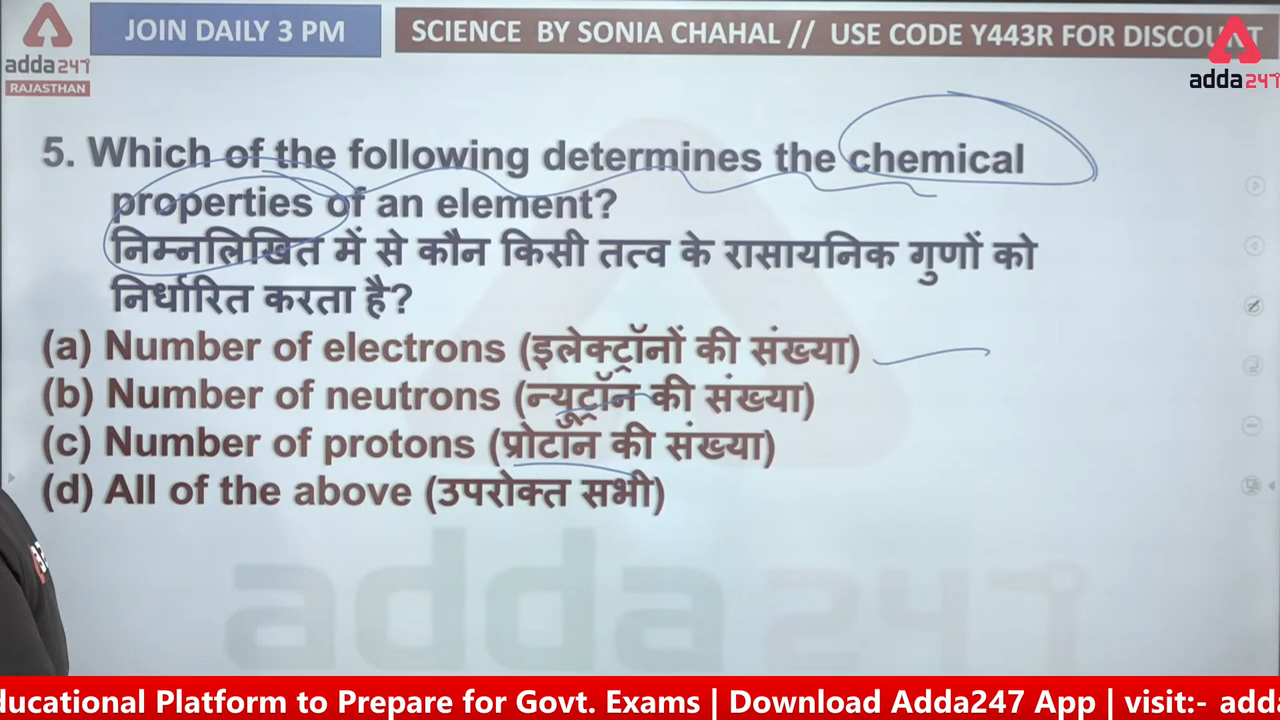 JOIN DAILY 3 PM
SCIENCE BY SONIA CHAHAL // USE CODE Y443R FOR DISCOUNT
adda247
RAJASTHAN
adda247
5. Which of the following determines the chemical
properties of an element?
निम्नलिखित में से कौन किसी तत्व के रासायनिक गुणों को
निर्धारित करता है?
(a) Number of electrons (इलेक्ट्रॉनों की संख्या)
(b) Number of neutrons (न्यूट्रॉन की संख्या)
(c) Number of protons (प्रोटॉन की संख्या)
(d) All of the above (उपरोक्त सभी)
adda247
ducational Platform to Prepare for Govt. Exams | Download Adda247 App | visit:- adda